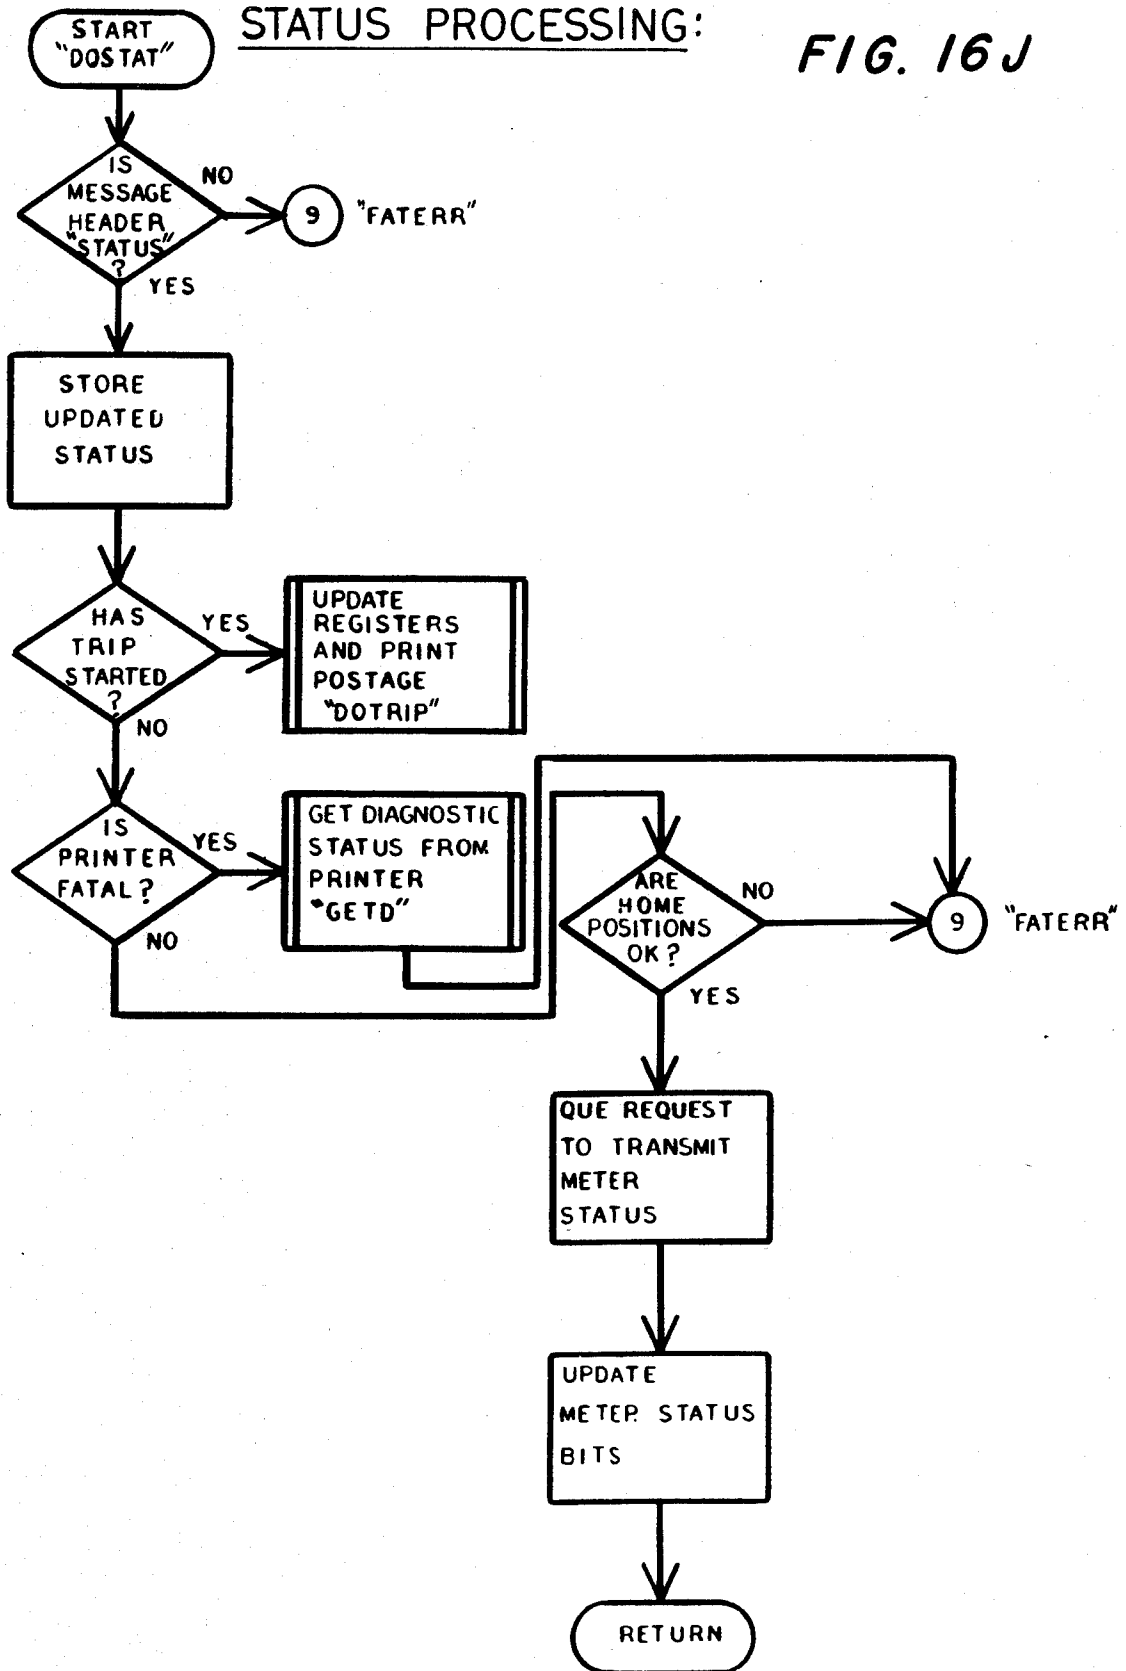 STATUS PROCESSING:
FIG. 16J
START
"DOSTAT"
IS
MESSAGE
HEADER
"STATUS"
?
NO
9
"FATERR"
YES
STORE
UPDATED
STATUS
HAS
TRIP
STARTED
?
YES
UPDATE
REGISTERS
AND PRINT
POSTAGE
"DOTRIP"
NO
IS
PRINTER
FATAL?
YES
GET DIAGNOSTIC
STATUS FROM
PRINTER
"GETD"
NO
ARE
HOME
POSITIONS
OK?
NO
9
"FATERR"
YES
QUE REQUEST
TO TRANSMIT
METER
STATUS
UPDATE
METER STATUS
BITS
RETURN